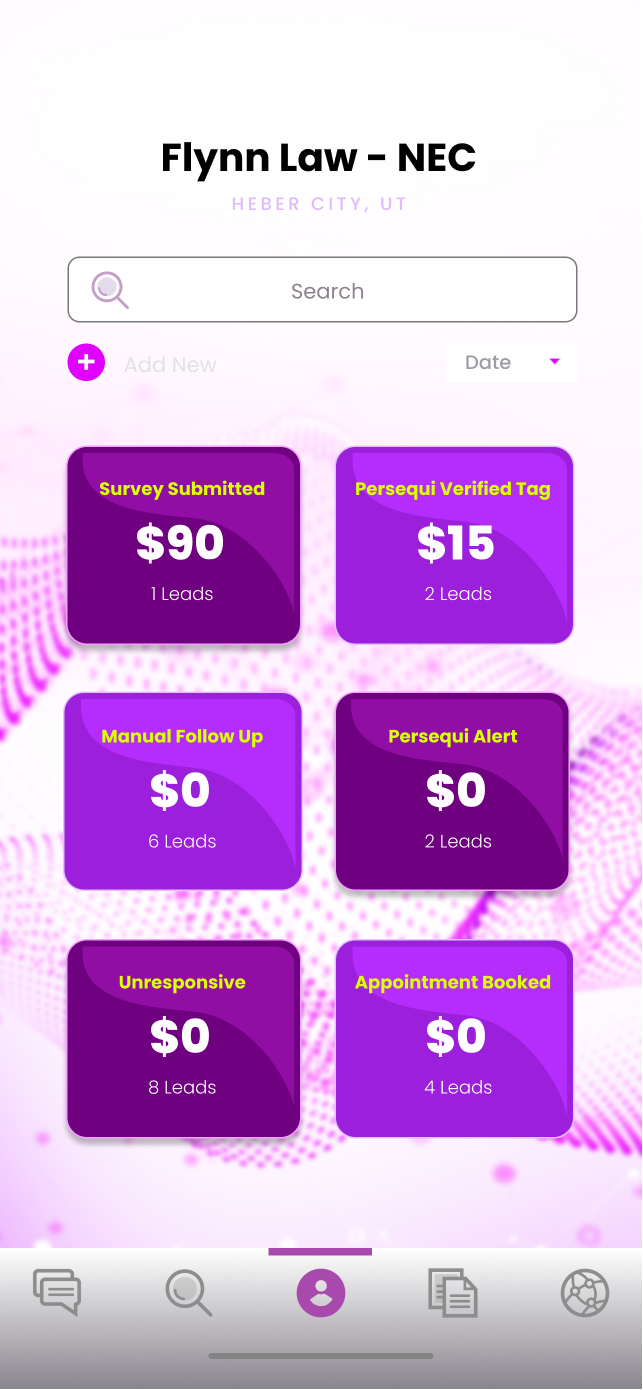 Flynn Law - NEC
HEBER CITY, UT
Search
Add New
Date
Survey Submitted
$90
1 Leads
Persequi Verified Tag
$15
2 Leads
Manual Follow Up
$0
6 Leads
Persequi Alert
$0
2 Leads
Unresponsive
$0
8 Leads
Appointment Booked
$0
4 Leads